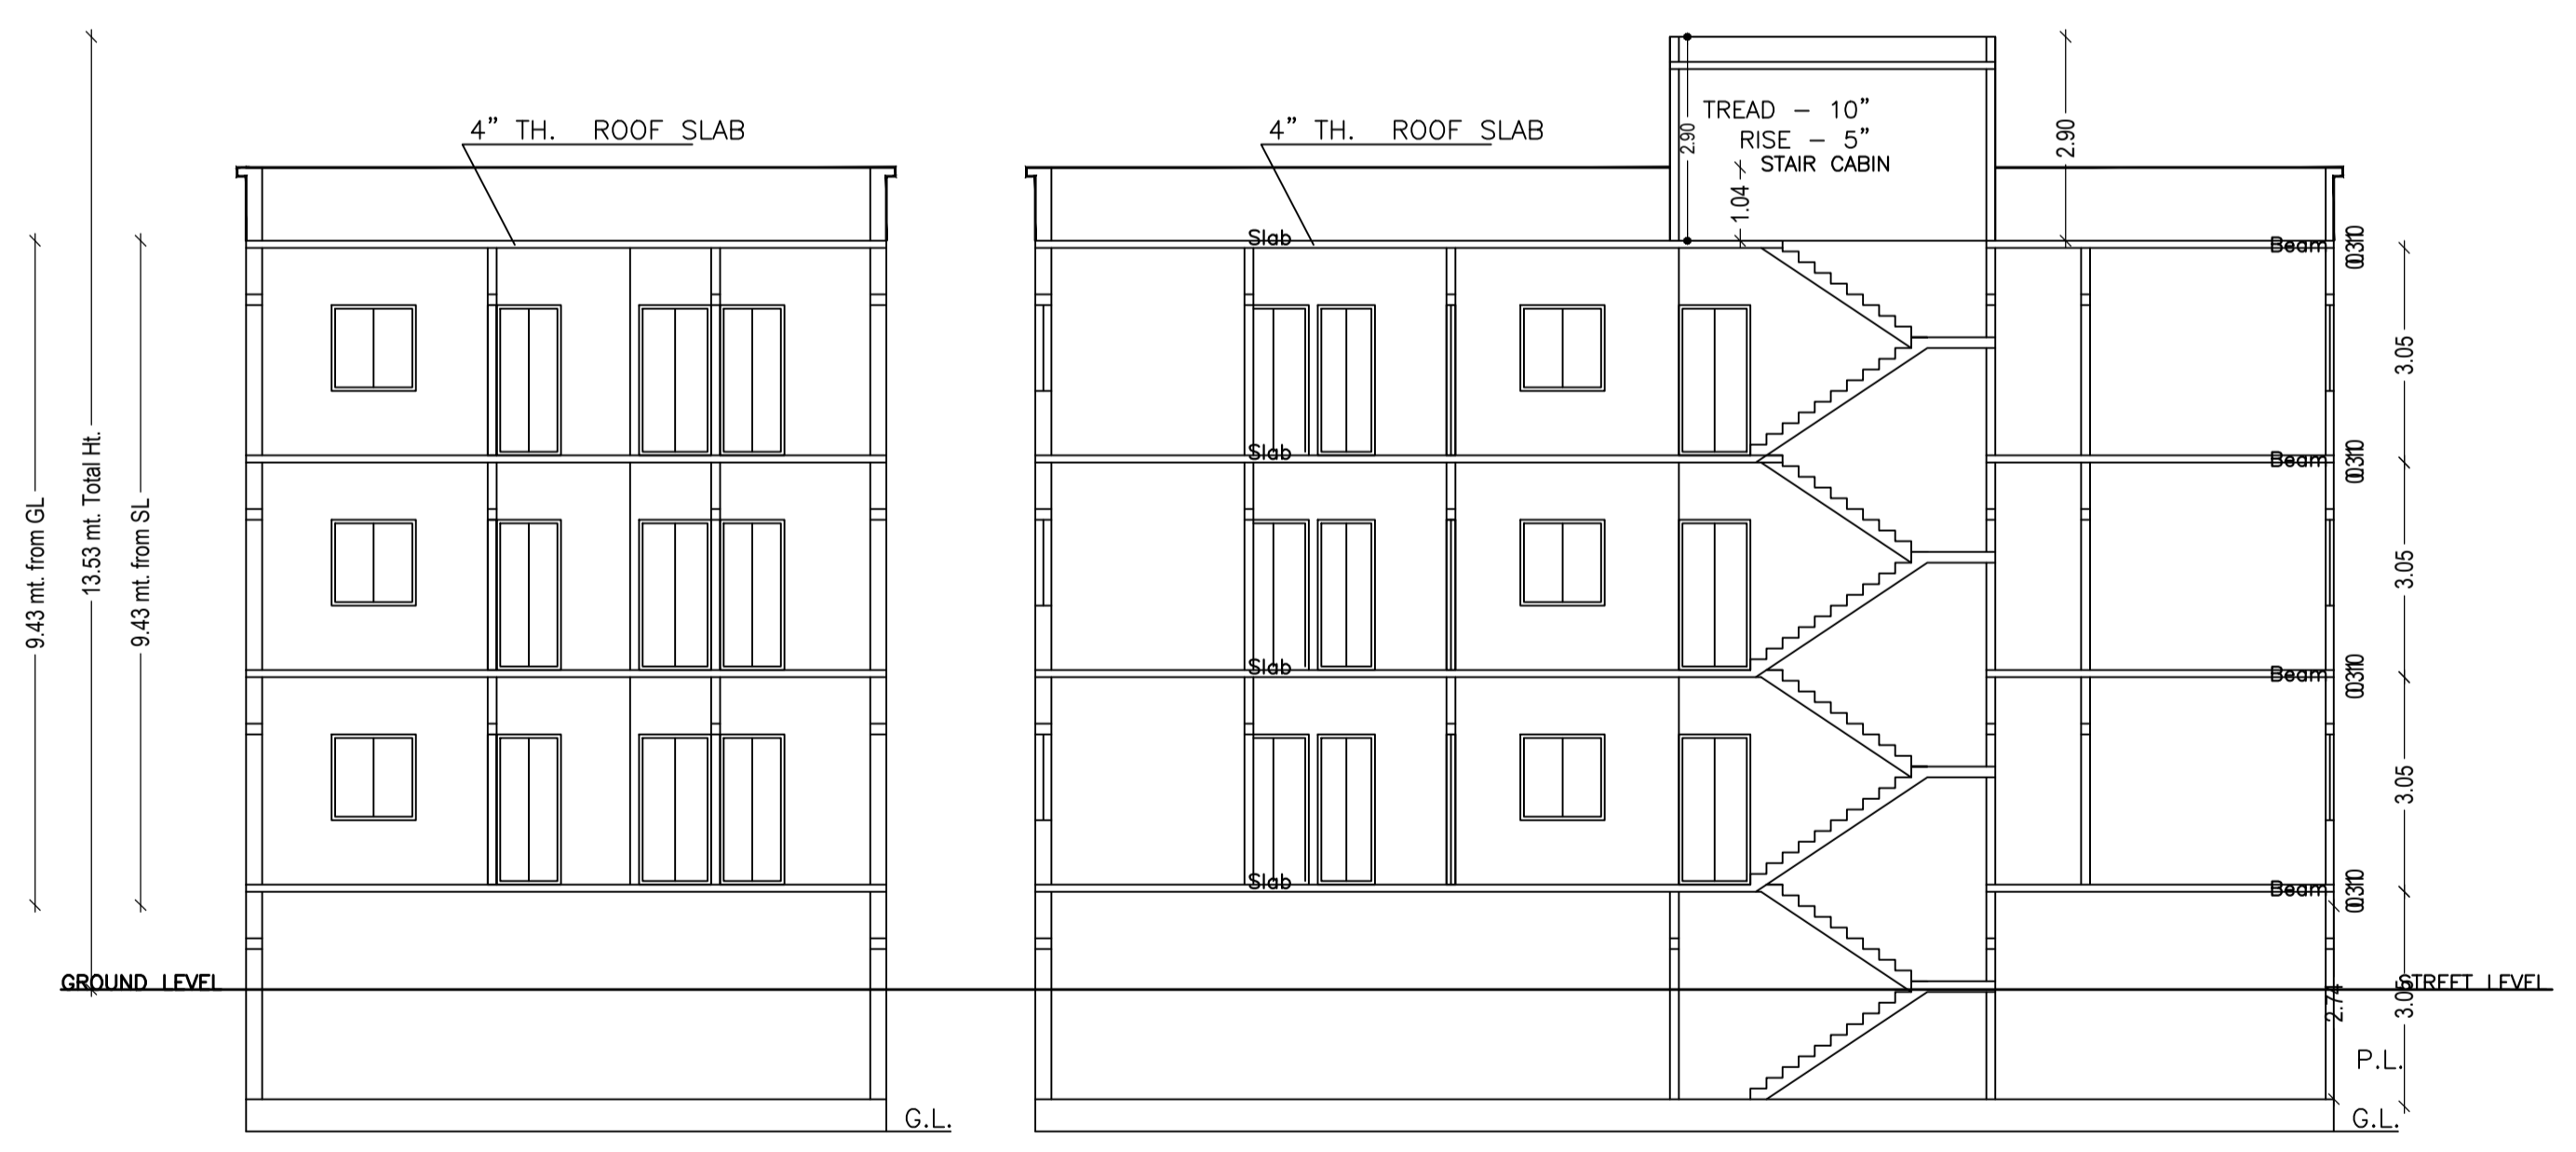 4” TH. ROOF SLAB
4” TH. ROOF SLAB
TREAD - 10”
RISE - 5”
STAIR CABIN
2.90
1.04
2.90
Slab
Beam
3.05
Slab
Beam
3.05
Slab
Beam
3.05
Slab
Beam
3.05
2.74
9.43 mt. from GL
13.53 mt. Total Ht.
9.43 mt. from SL
GROUND LEVEL
STREET LEVEL
P.L.
G.L.
G.L.